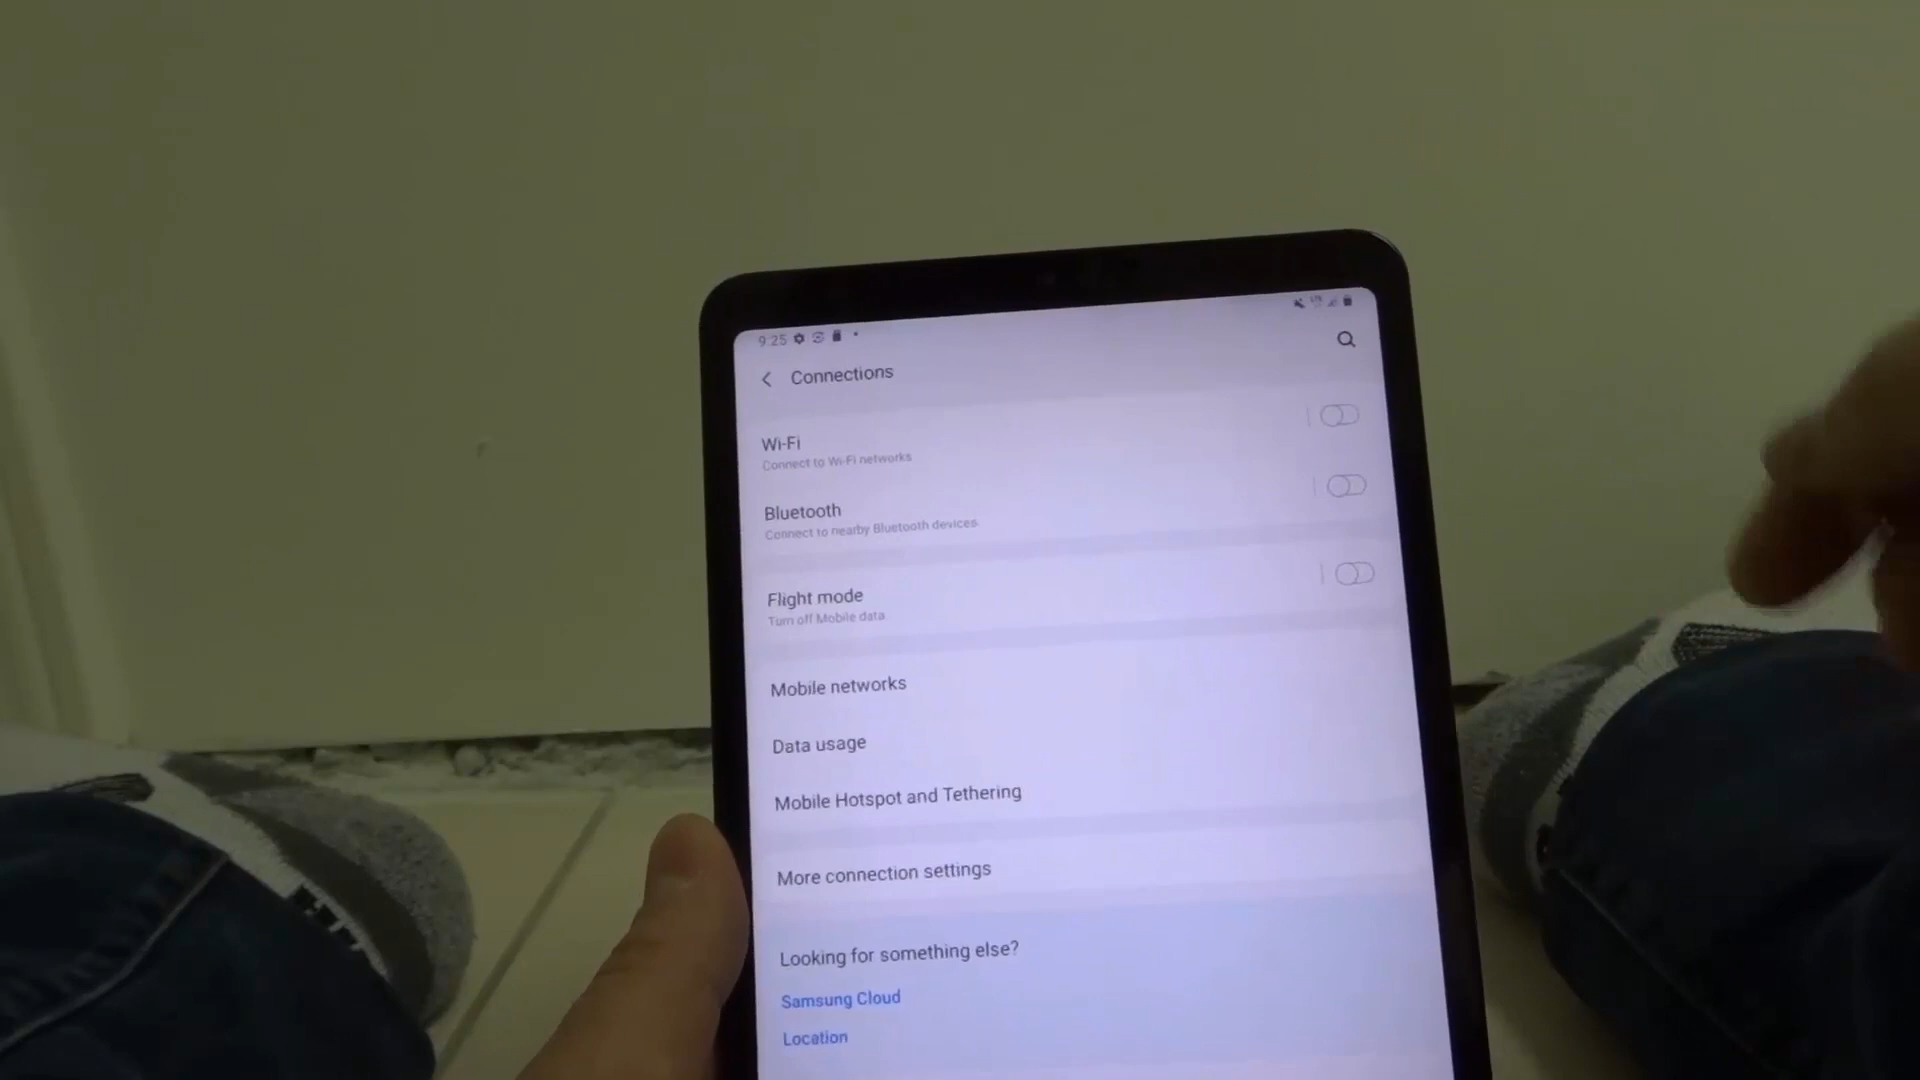 9:25
Connections
Wi-Fi
Connect to Wi-Fi networks
Bluetooth
Connect to nearby Bluetooth devices
Flight mode
Turn off Mobile data
Mobile networks
Data usage
Mobile Hotspot and Tethering
More connection settings
Looking for something else?
Samsung Cloud
Location